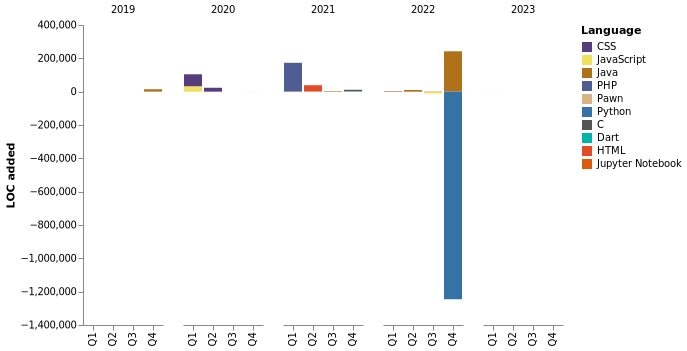 2019 2020 2021 2022 2023
400,000
200,000
0
−200,000
−400,000
−600,000
−800,000
−1,000,000
−1,200,000
−1,400,000
LOC added
Q1 Q2 Q3 Q4 Q1 Q2 Q3 Q4 Q1 Q2 Q3 Q4 Q1 Q2 Q3 Q4 Q1 Q2 Q3 Q4
Language
CSS
JavaScript
Java
PHP
Pawn
Python
C
Dart
HTML
Jupyter Notebook